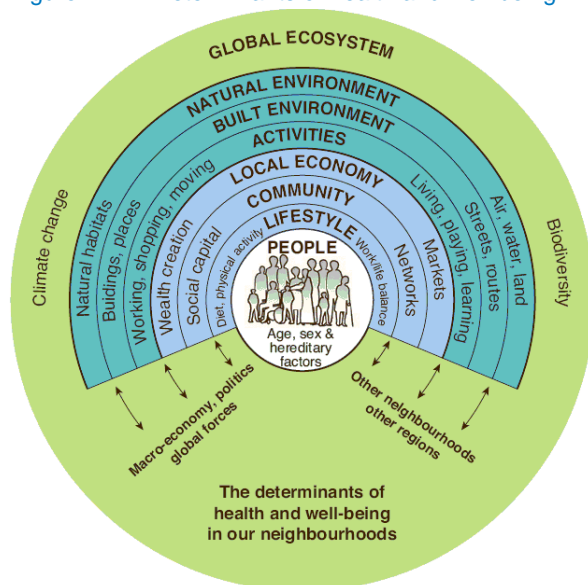 GLOBAL ECOSYSTEM
NATURAL ENVIRONMENT
BUILT ENVIRONMENT
ACTIVITIES
LOCAL ECONOMY
COMMUNITY
LIFESTYLE
PEOPLE
Age, sex &
hereditary
factors
Climate change
Natural habitats
Buidings, places
Working, shopping, moving
Wealth creation
Social capital
Diet, physical activity
Work/life balance
Networks
Markets
Living, playing, learning
Streets, routes
Air, water, land
Biodiversity
Macro-economy, politics
global forces
Other neighbourhoods
other regions
The determinants of
health and well-being
in our neighbourhoods